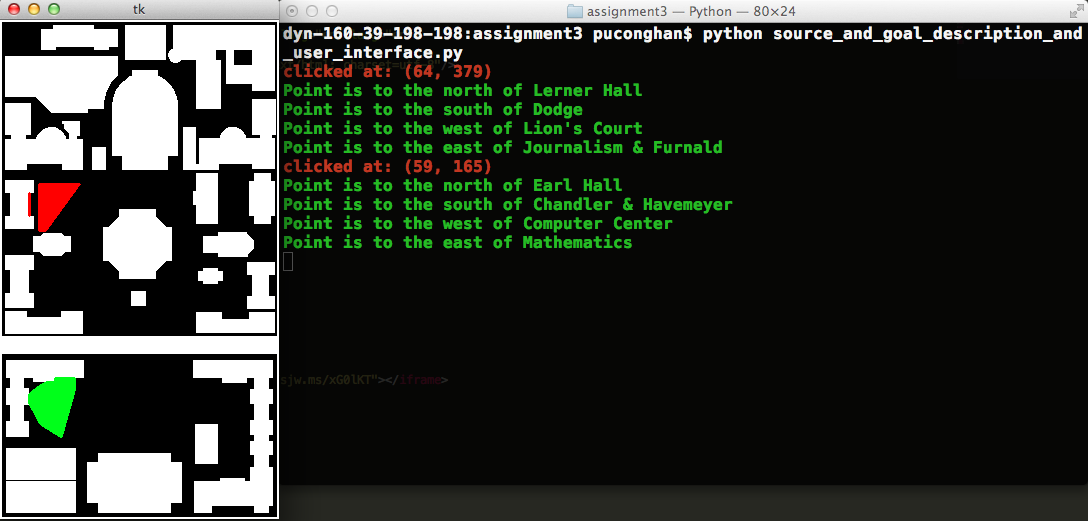 tk
assignment3 — Python — 80×24
dyn-160-39-198-198:assignment3 puconghan$ python source_and_goal_description_and
_user_interface.py
clicked at: (64, 379)
Point is to the north of Lerner Hall
Point is to the south of Dodge
Point is to the west of Lion's Court
Point is to the east of Journalism & Furnald
clicked at: (59, 165)
Point is to the north of Earl Hall
Point is to the south of Chandler & Havemeyer
Point is to the west of Computer Center
Point is to the east of Mathematics
sjw.ms/xG0lKT"></iframe>